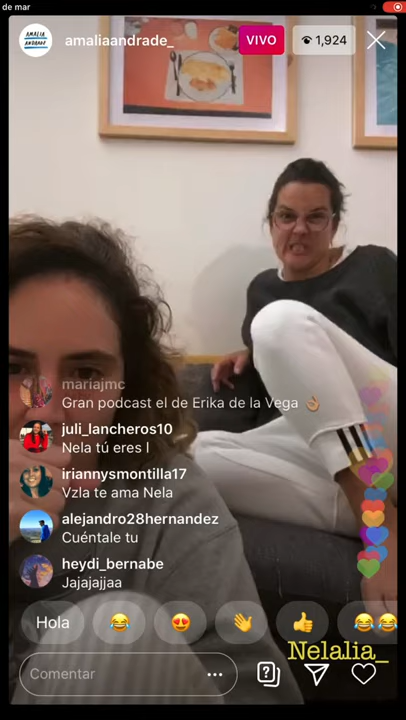 de mar
AMALIA
ANDRADE
amaliaandrade_
VIVO
1,924
mariajmc
Gran podcast el de Erika de la Vega 👌🏼
juli_lancheros10
Nela tú eres l
iriannysmontilla17
Vzla te ama Nela
alejandro28hernandez
Cuéntale tu
heydi_bernabe
Jajajajjaa
Hola
Nelalia_
Comentar